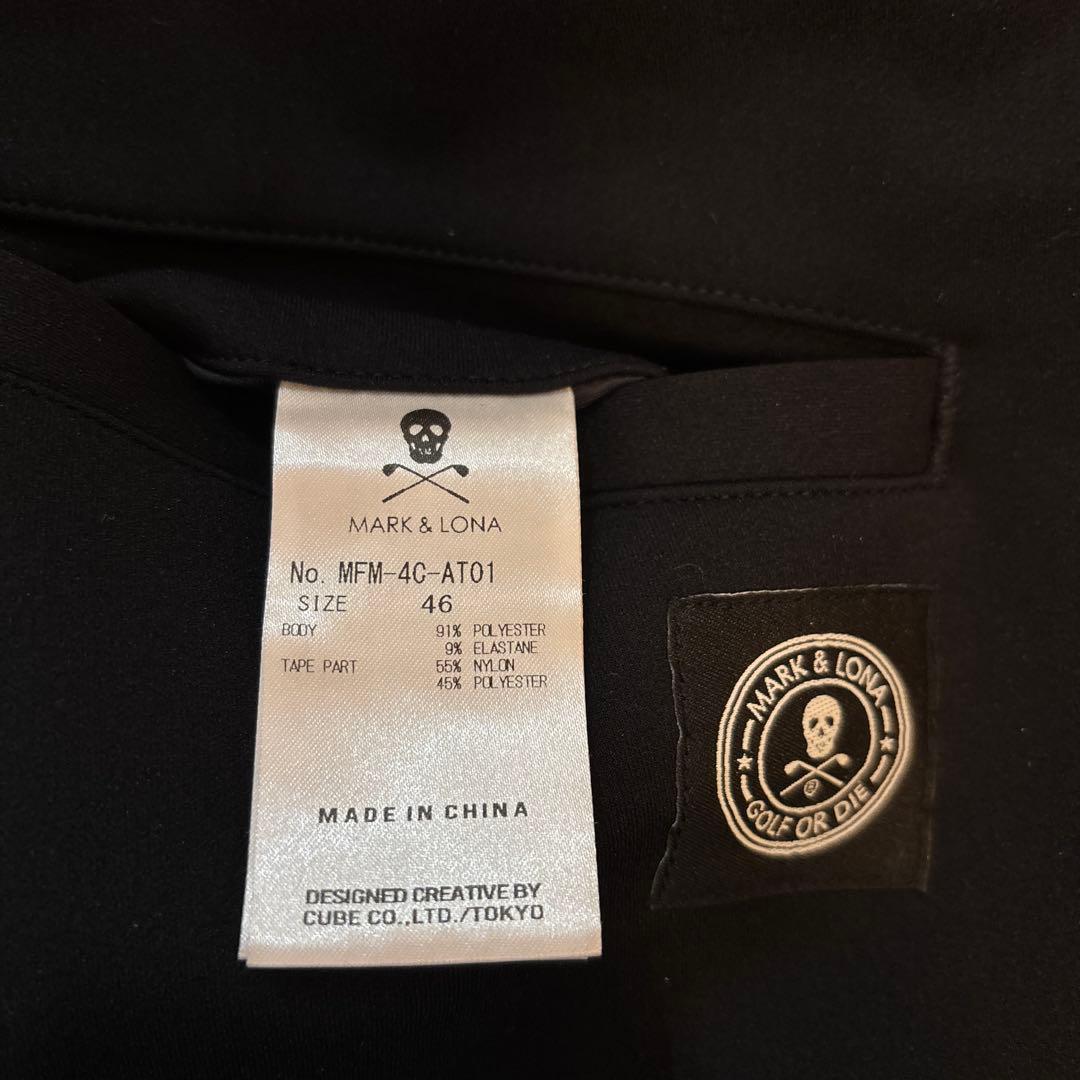 MARK & LONA
No. MFM-4C-AT01
SIZE 46
BODY 91% POLYESTER
9% ELASTANE
TAPE PART 55% NYLON
45% POLYESTER
MADE IN CHINA
DESIGNED CREATIVE BY
CUBE CO.,LTD./TOKYO
MARK & LONA
GOLF OR DIE